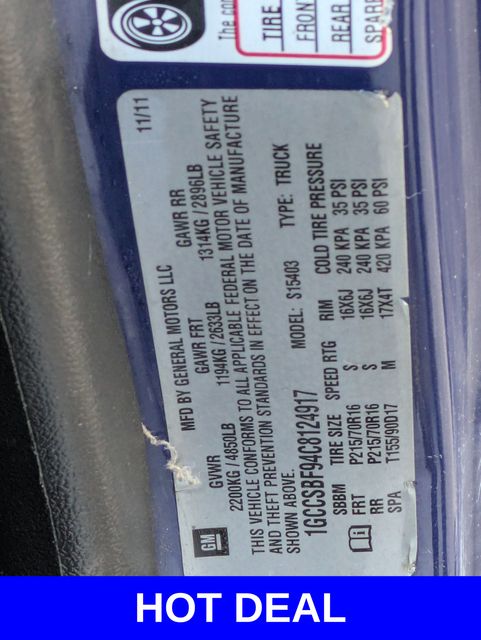 The co
TIRE
FRONT
REAR
SPARE
11/11
MFD BY GENERAL MOTORS LLC
GVWR GAWR FRT GAWR RR
2200KG/4850LB 1194KG/2633LB 1314KG/2896LB
THIS VEHICLE CONFORMS TO ALL APPLICABLE FEDERAL MOTOR VEHICLE SAFETY
AND THEFT PREVENTION STANDARDS IN EFFECT ON THE DATE OF MANUFACTURE
SHOWN ABOVE.
1GCCSBF94C8124917 MODEL: S15403 TYPE: TRUCK
SBBM TIRE SIZE SPEED RTG RIM COLD TIRE PRESSURE
FRT P215/70R16 S 16X6J 240 KPA 35 PSI
RR P215/70R16 S 16X6J 240 KPA 35 PSI
SPA T155/90D17 M 17X4T 420 KPA 60 PSI
GM
HOT DEAL